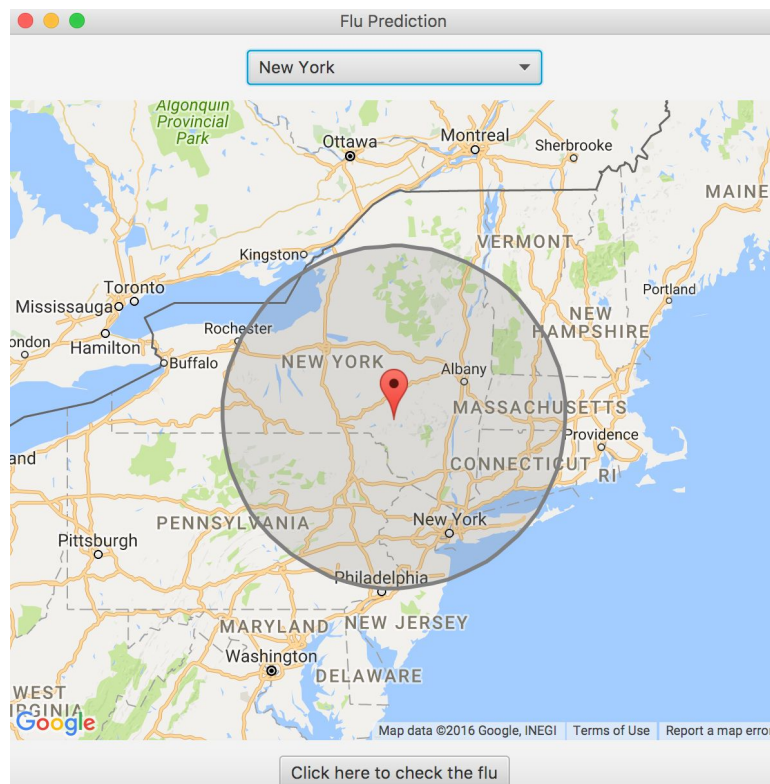 Flu Prediction
New York
Algonquin
Provincial
Park
Ottawa
Montreal
Sherbrooke
MAINE
VERMONT
Kingston
Toronto
Portland
Mississauga
NEW
HAMPSHIRE
Rochester
ondon
Hamilton
Buffalo
NEW YORK
Albany
MASSACHUSETTS
Providence
and
CONNECTICUT
RI
PENNSYLVANIA
New York
Pittsburgh
Philadelphia
MARYLAND
NEW JERSEY
Washington
DELAWARE
WEST
IRGINIA
Google
Map data ©2016 Google, INEGI
Terms of Use
Report a map error
Click here to check the flu